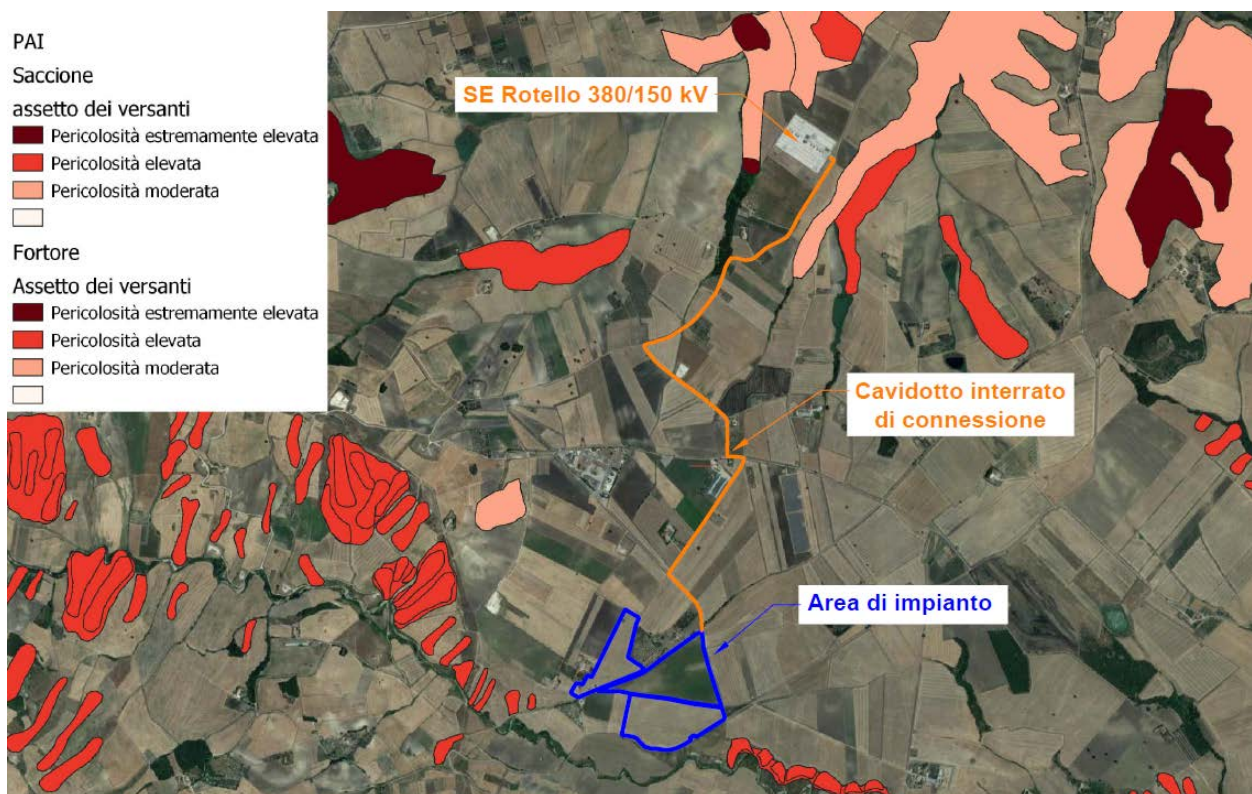 PAI
Saccione
assetto dei versanti
Pericolosità estremamente elevata
Pericolosità elevata
Pericolosità moderata
Fortore
Assetto dei versanti
Pericolosità estremamente elevata
Pericolosità elevata
Pericolosità moderata
SE Rotello 380/150 kV
Cavidotto interrato
di connessione
Area di impianto